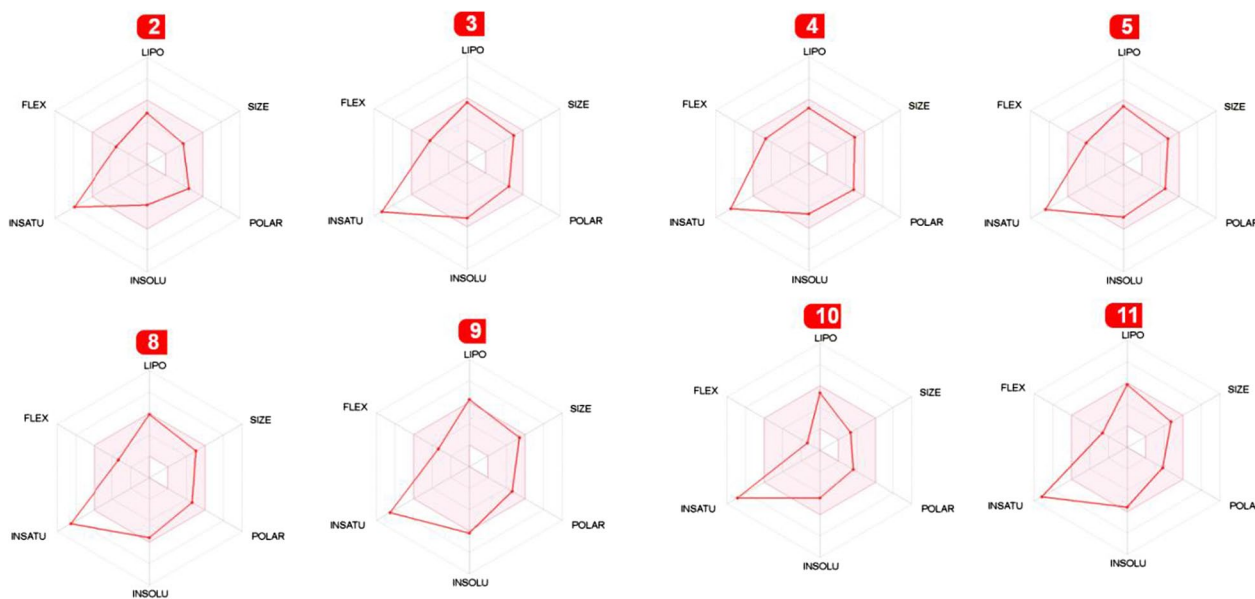 2
LIPO
FLEX
SIZE
INSATU
POLAR
INSOLU
3
LIPO
FLEX
SIZE
INSATU
POLAR
INSOLU
4
LIPO
FLEX
SIZE
INSATU
POLAR
INSOLU
5
LIPO
FLEX
SIZE
INSATU
POLAR
INSOLU
8
LIPO
FLEX
SIZE
INSATU
POLAR
INSOLU
9
LIPO
FLEX
SIZE
INSATU
POLAR
INSOLU
10
LIPO
FLEX
SIZE
INSATU
POLAR
INSOLU
11
LIPO
FLEX
SIZE
INSATU
POLAR
INSOLU